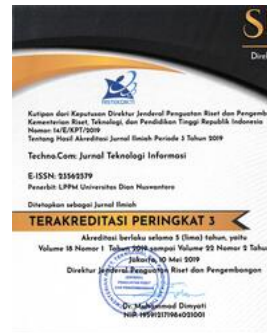 S
Direk
RISTEKDIKTI
Kutipan dari Keputusan Direktur Jenderal Penguatan Riset dan Pengemb
Kementerian Riset, Teknologi, dan Pendidikan Tinggi Republik Indonesia
Nomor: 14/E/KPT/2019
Tentang Hasil Akreditasi Jurnal Ilmiah Periode 3 Tahun 2019
Techno.Com: Jurnal Teknologi Informasi
E-ISSN: 23562579
Penerbit: LPPM Universitas Dian Nuswantoro
Ditetapkan sebagai Jurnal Ilmiah
TERAKREDITASI PERINGKAT 3
Akreditasi berlaku selama 5 (lima) tahun, yaitu
Volume 18 Nomor 1 Tahun 2019 sampai Volume 22 Nomor 2 Tahu
Jakarta, 10 Mei 2019
Direktur Jenderal Penguatan Riset dan Pengembangan
Dr. Muhammad Dimyati
NIP. 195912171984021001